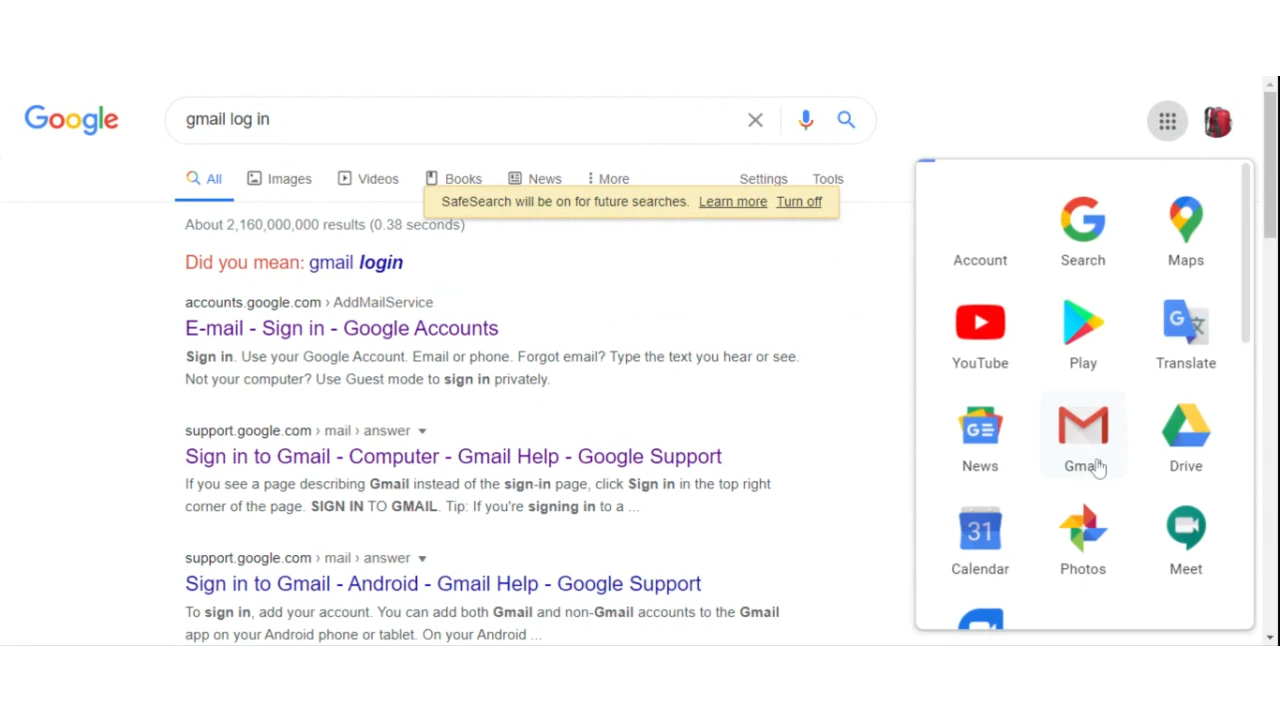 Google
gmail log in
All Images Videos Books News More Settings Tools
SafeSearch will be on for future searches. Learn more Turn off
About 2,160,000,000 results (0.38 seconds)
Did you mean: gmail login
accounts.google.com › AddMailService
E-mail - Sign in - Google Accounts
Sign in. Use your Google Account. Email or phone. Forgot email? Type the text you hear or see.
Not your computer? Use Guest mode to sign in privately.
support.google.com › mail › answer
Sign in to Gmail - Computer - Gmail Help - Google Support
If you see a page describing Gmail instead of the sign-in page, click Sign in in the top right
corner of the page. SIGN IN TO GMAIL. Tip: If you're signing in to a ...
support.google.com › mail › answer
Sign in to Gmail - Android - Gmail Help - Google Support
To sign in, add your account. You can add both Gmail and non-Gmail accounts to the Gmail
app on your Android phone or tablet. On your Android ...
Account Search Maps
YouTube Play Translate
News Gmail Drive
31
Calendar Photos Meet